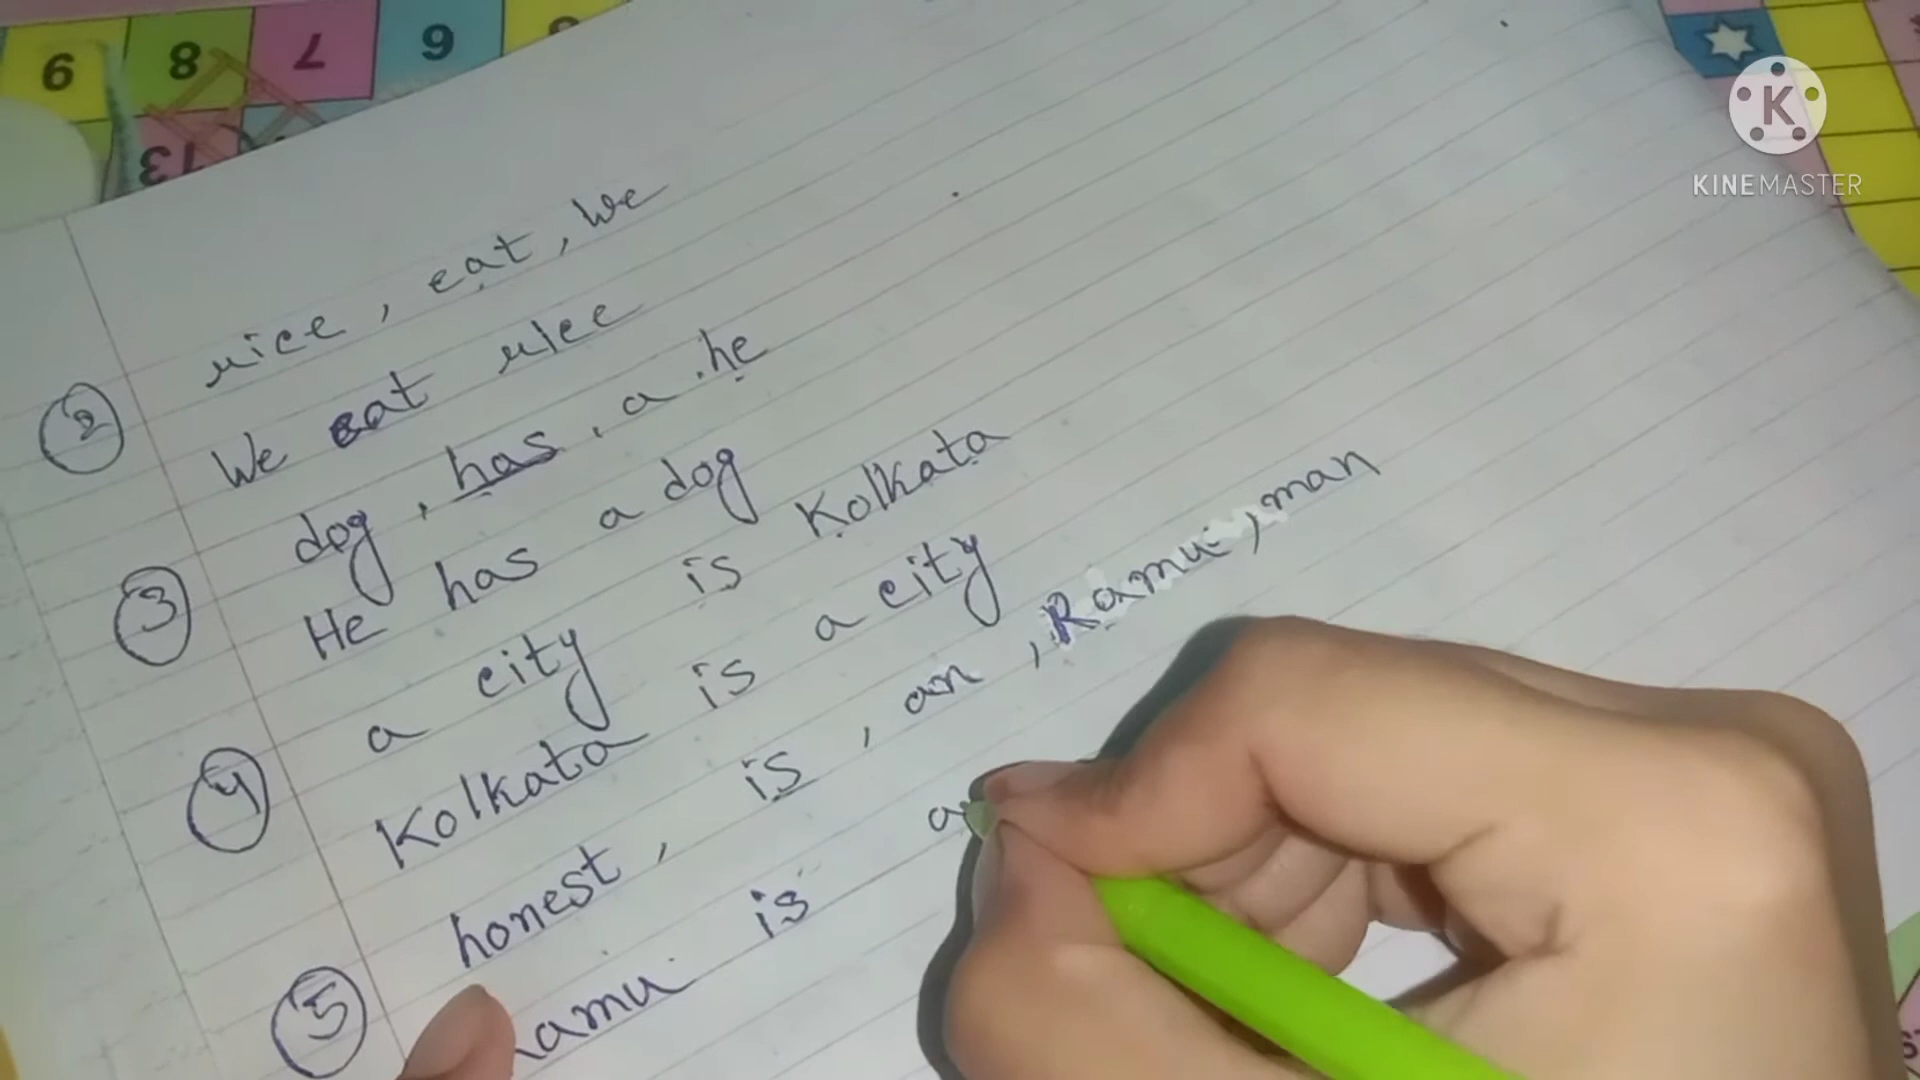 9 8 7 6
13
K
KINEMASTER
rice, eat, We
② We eat rice
dog, has, a, he
③ He has a dog
a city is Kolkata
④ Kolkata is a city
honest, is, an, Ramu, man
⑤ Ramu is a